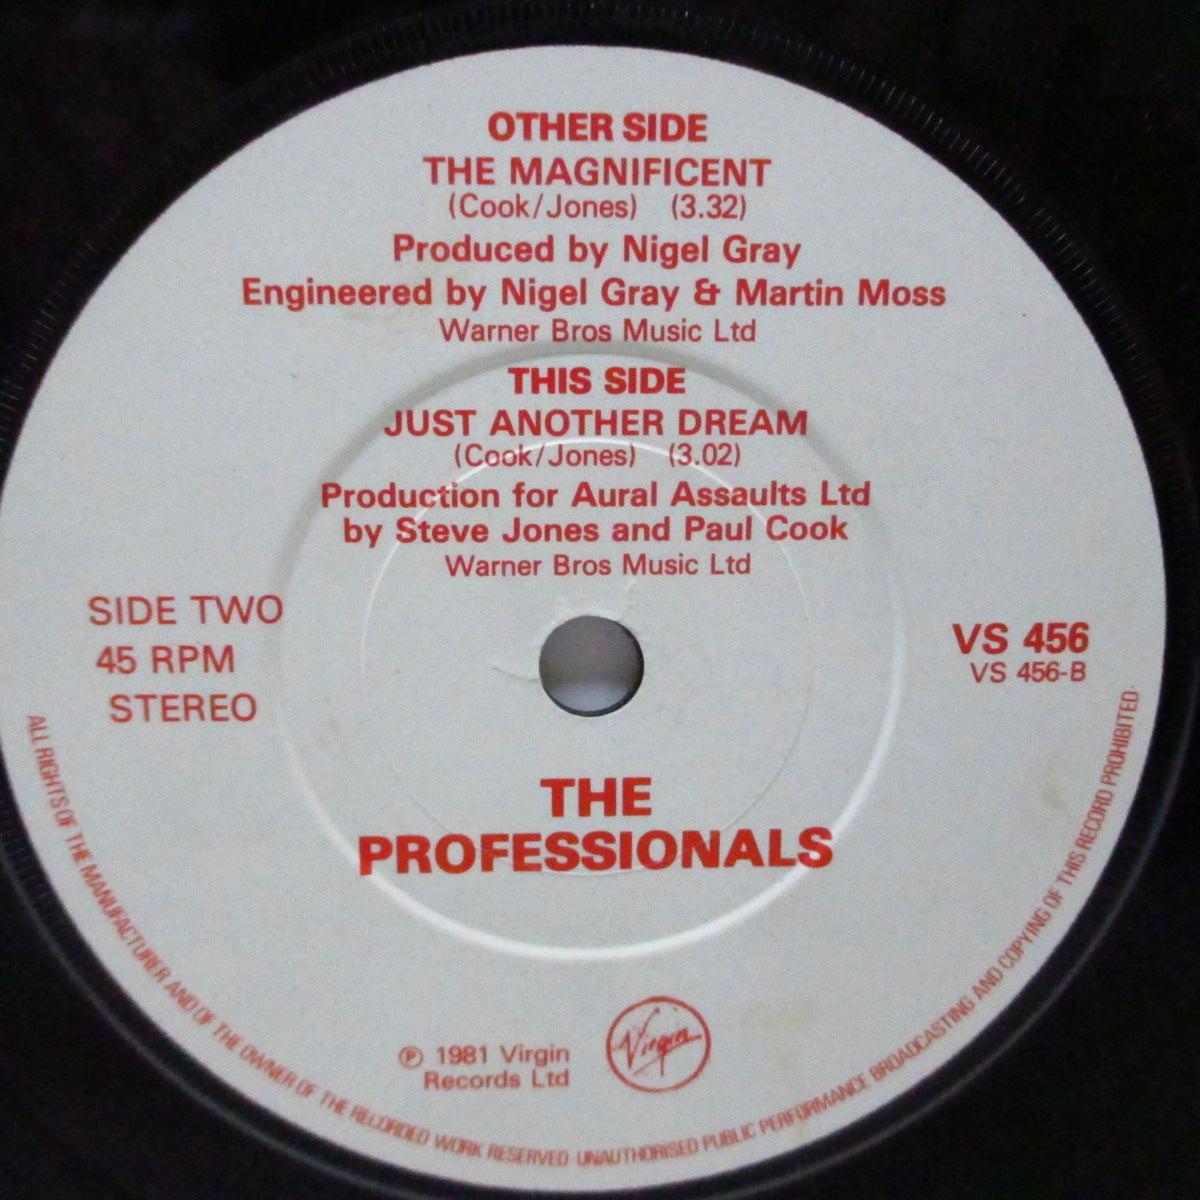 OTHER SIDE
THE MAGNIFICENT
(Cook/Jones) (3.32)
Produced by Nigel Gray
Engineered by Nigel Gray & Martin Moss
Warner Bros Music Ltd
THIS SIDE
JUST ANOTHER DREAM
(Cook/Jones) (3.02)
Production for Aural Assaults Ltd
by Steve Jones and Paul Cook
Warner Bros Music Ltd
SIDE TWO
45 RPM
STEREO
VS 456
VS 456-B
THE
PROFESSIONALS
℗ 1981 Virgin
Records Ltd
Virgin
ALL RIGHTS OF THE MANUFACTURER AND OF THE OWNER OF THE RECORDED WORK RESERVED UNAUTHORISED PUBLIC PERFORMANCE BROADCASTING AND COPYING OF THIS RECORD PROHIBITED